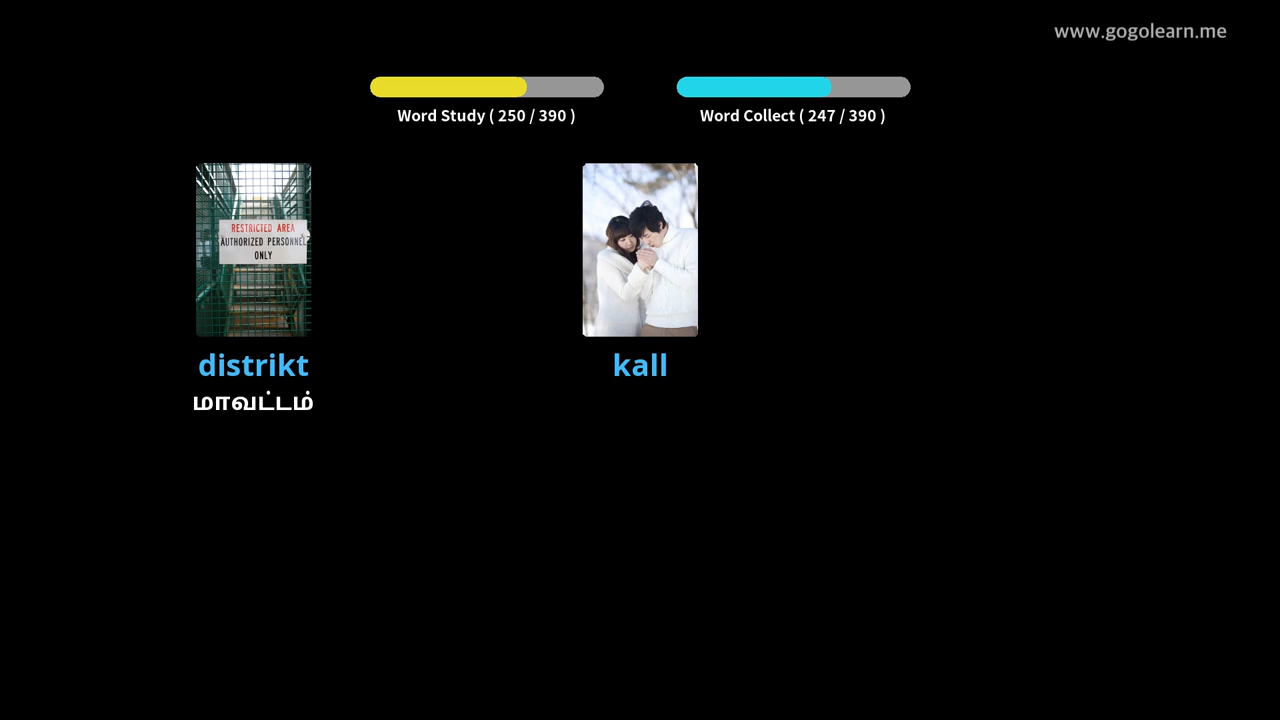 www.gogolearn.me
Word Study ( 250 / 390 )
Word Collect ( 247 / 390 )
RESTRICTED AREA
AUTHORIZED PERSONNEL
ONLY
distrikt
kall
மாவட்டம்